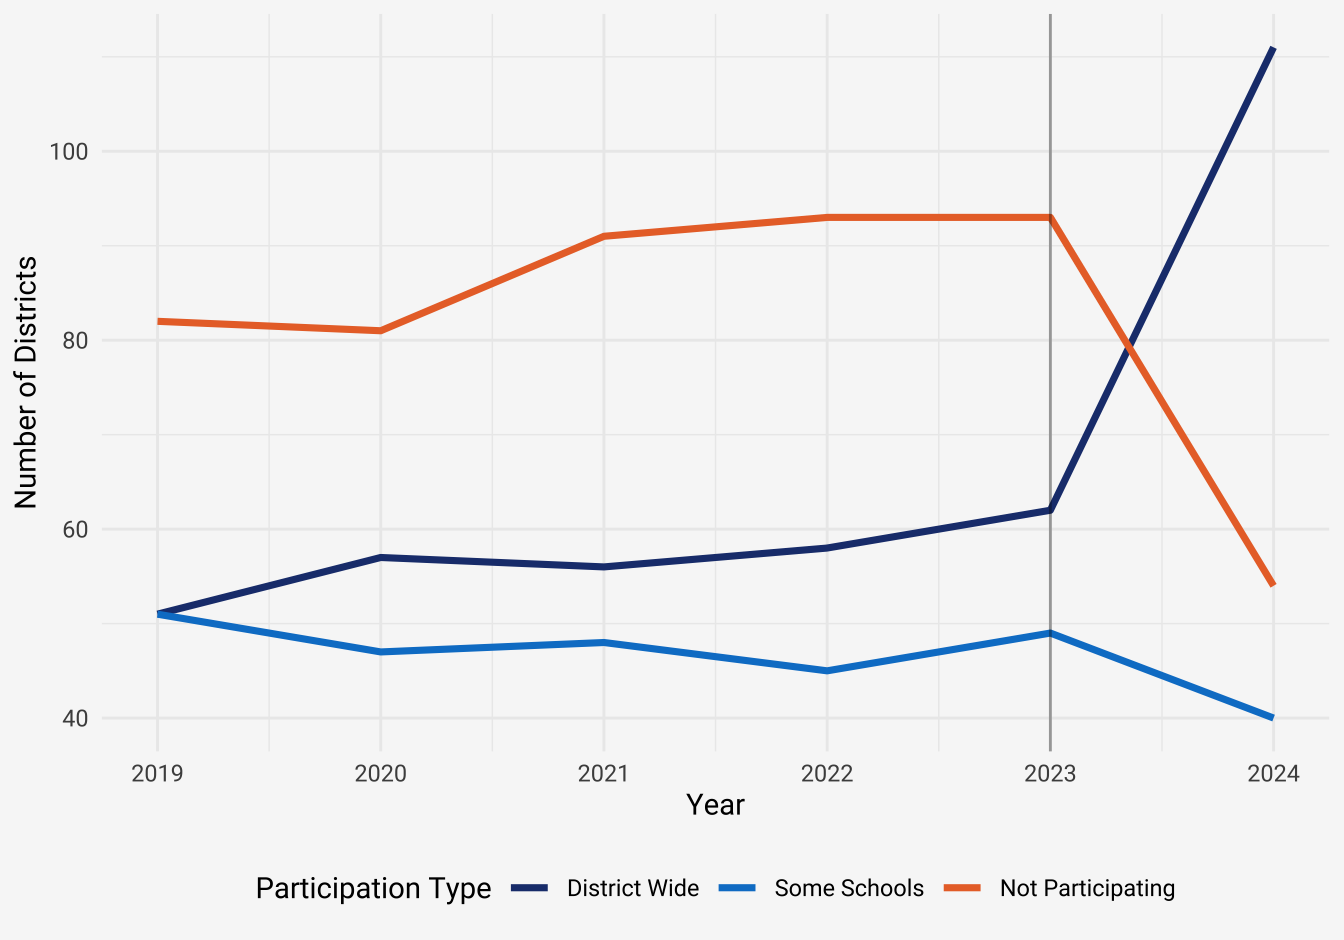 Number of Districts
100
80
60
40
2019 2020 2021 2022 2023 2024
Year
Participation Type District Wide Some Schools Not Participating